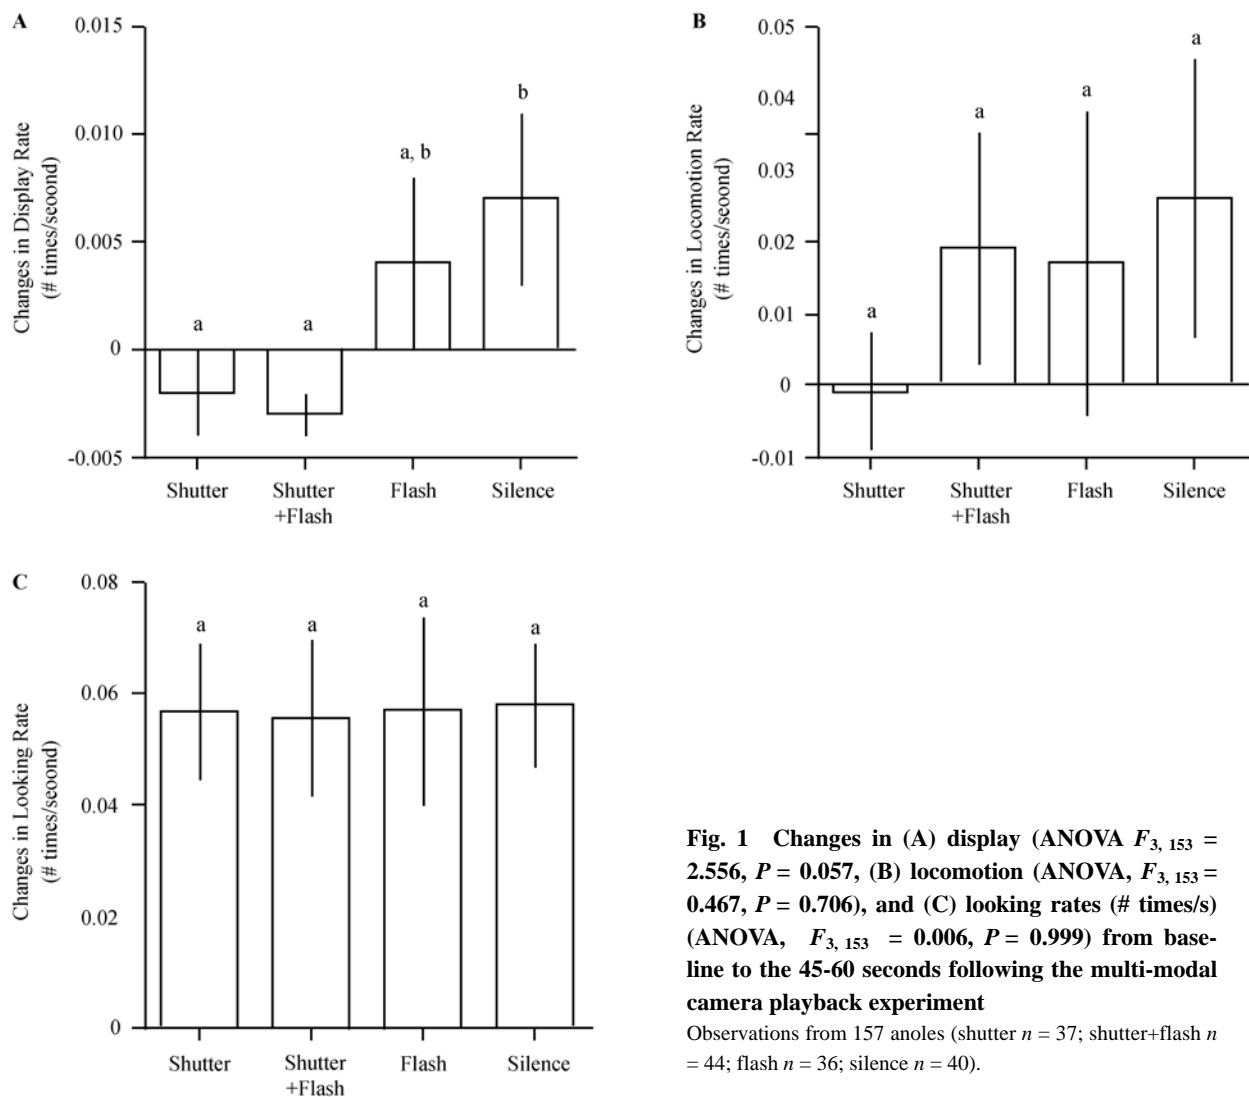 A
0.015
0.010
0.005
0
-0.005
Changes in Display Rate
(# times/seoond)
a
a
a, b
b
Shutter
Shutter
+Flash
Flash
Silence
B
0.05
0.04
0.03
0.02
0.01
0
-0.01
Changes in Locomotion Rate
(# times/seoond)
a
a
a
a
Shutter
Shutter
+Flash
Flash
Silence
C
0.08
0.06
0.04
0.02
0
Changes in Looking Rate
(# times/seoond)
a
a
a
a
Shutter
Shutter
+Flash
Flash
Silence
Fig. 1 Changes in (A) display (ANOVA F3, 153 =
2.556, P = 0.057, (B) locomotion (ANOVA, F3, 153 =
0.467, P = 0.706), and (C) looking rates (# times/s)
(ANOVA, F3, 153 = 0.006, P = 0.999) from base-
line to the 45-60 seconds following the multi-modal
camera playback experiment
Observations from 157 anoles (shutter n = 37; shutter+flash n
= 44; flash n = 36; silence n = 40).